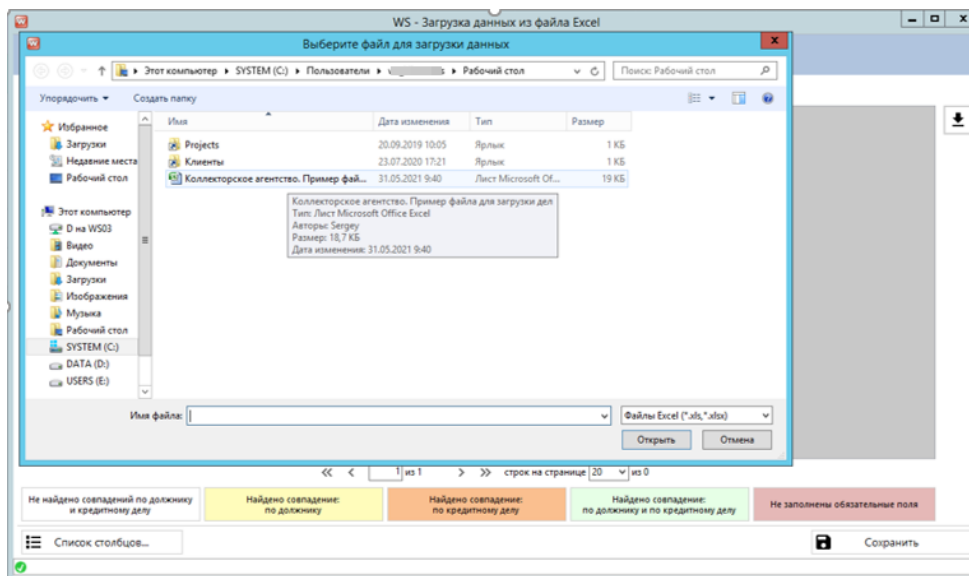 WS - Загрузка данных из файла Excel
Выберите файл для загрузки данных
Этот компьютер ▸ SYSTEM (C:) ▸ Пользователи ▸ ▸ Рабочий стол
Поиск: Рабочий стол
Упорядочить
Создать папку
Имя Дата изменения Тип Размер
Projects 20.09.2019 10:05 Ярлык 1 КБ
Клиенты 23.07.2020 17:21 Ярлык 1 КБ
Коллекторское агентство. Пример фай... 31.05.2021 9:40 Лист Microsoft Of... 19 КБ
Коллекторское агентство. Пример файла для загрузки дел
Тип: Лист Microsoft Office Excel
Авторы: Sergey
Размер: 18,7 КБ
Дата изменения: 31.05.2021 9:40
Избранное
Загрузки
Недавние места
Рабочий стол
Этот компьютер
D на WS03
Видео
Документы
Загрузки
Изображения
Музыка
Рабочий стол
SYSTEM (C:)
DATA (D:)
USERS (E:)
Имя файла:
Файлы Excel (*.xls,*.xlsx)
Открыть
Отмена
1 из 1 строк на странице 20 из 0
Не найдено совпадений по должнику
и кредитному делу
Найдено совпадение:
по должнику
Найдено совпадение:
по кредитному делу
Найдено совпадение:
по должнику и по кредитному делу
Не заполнены обязательные поля
Список столбцов...
Сохранить